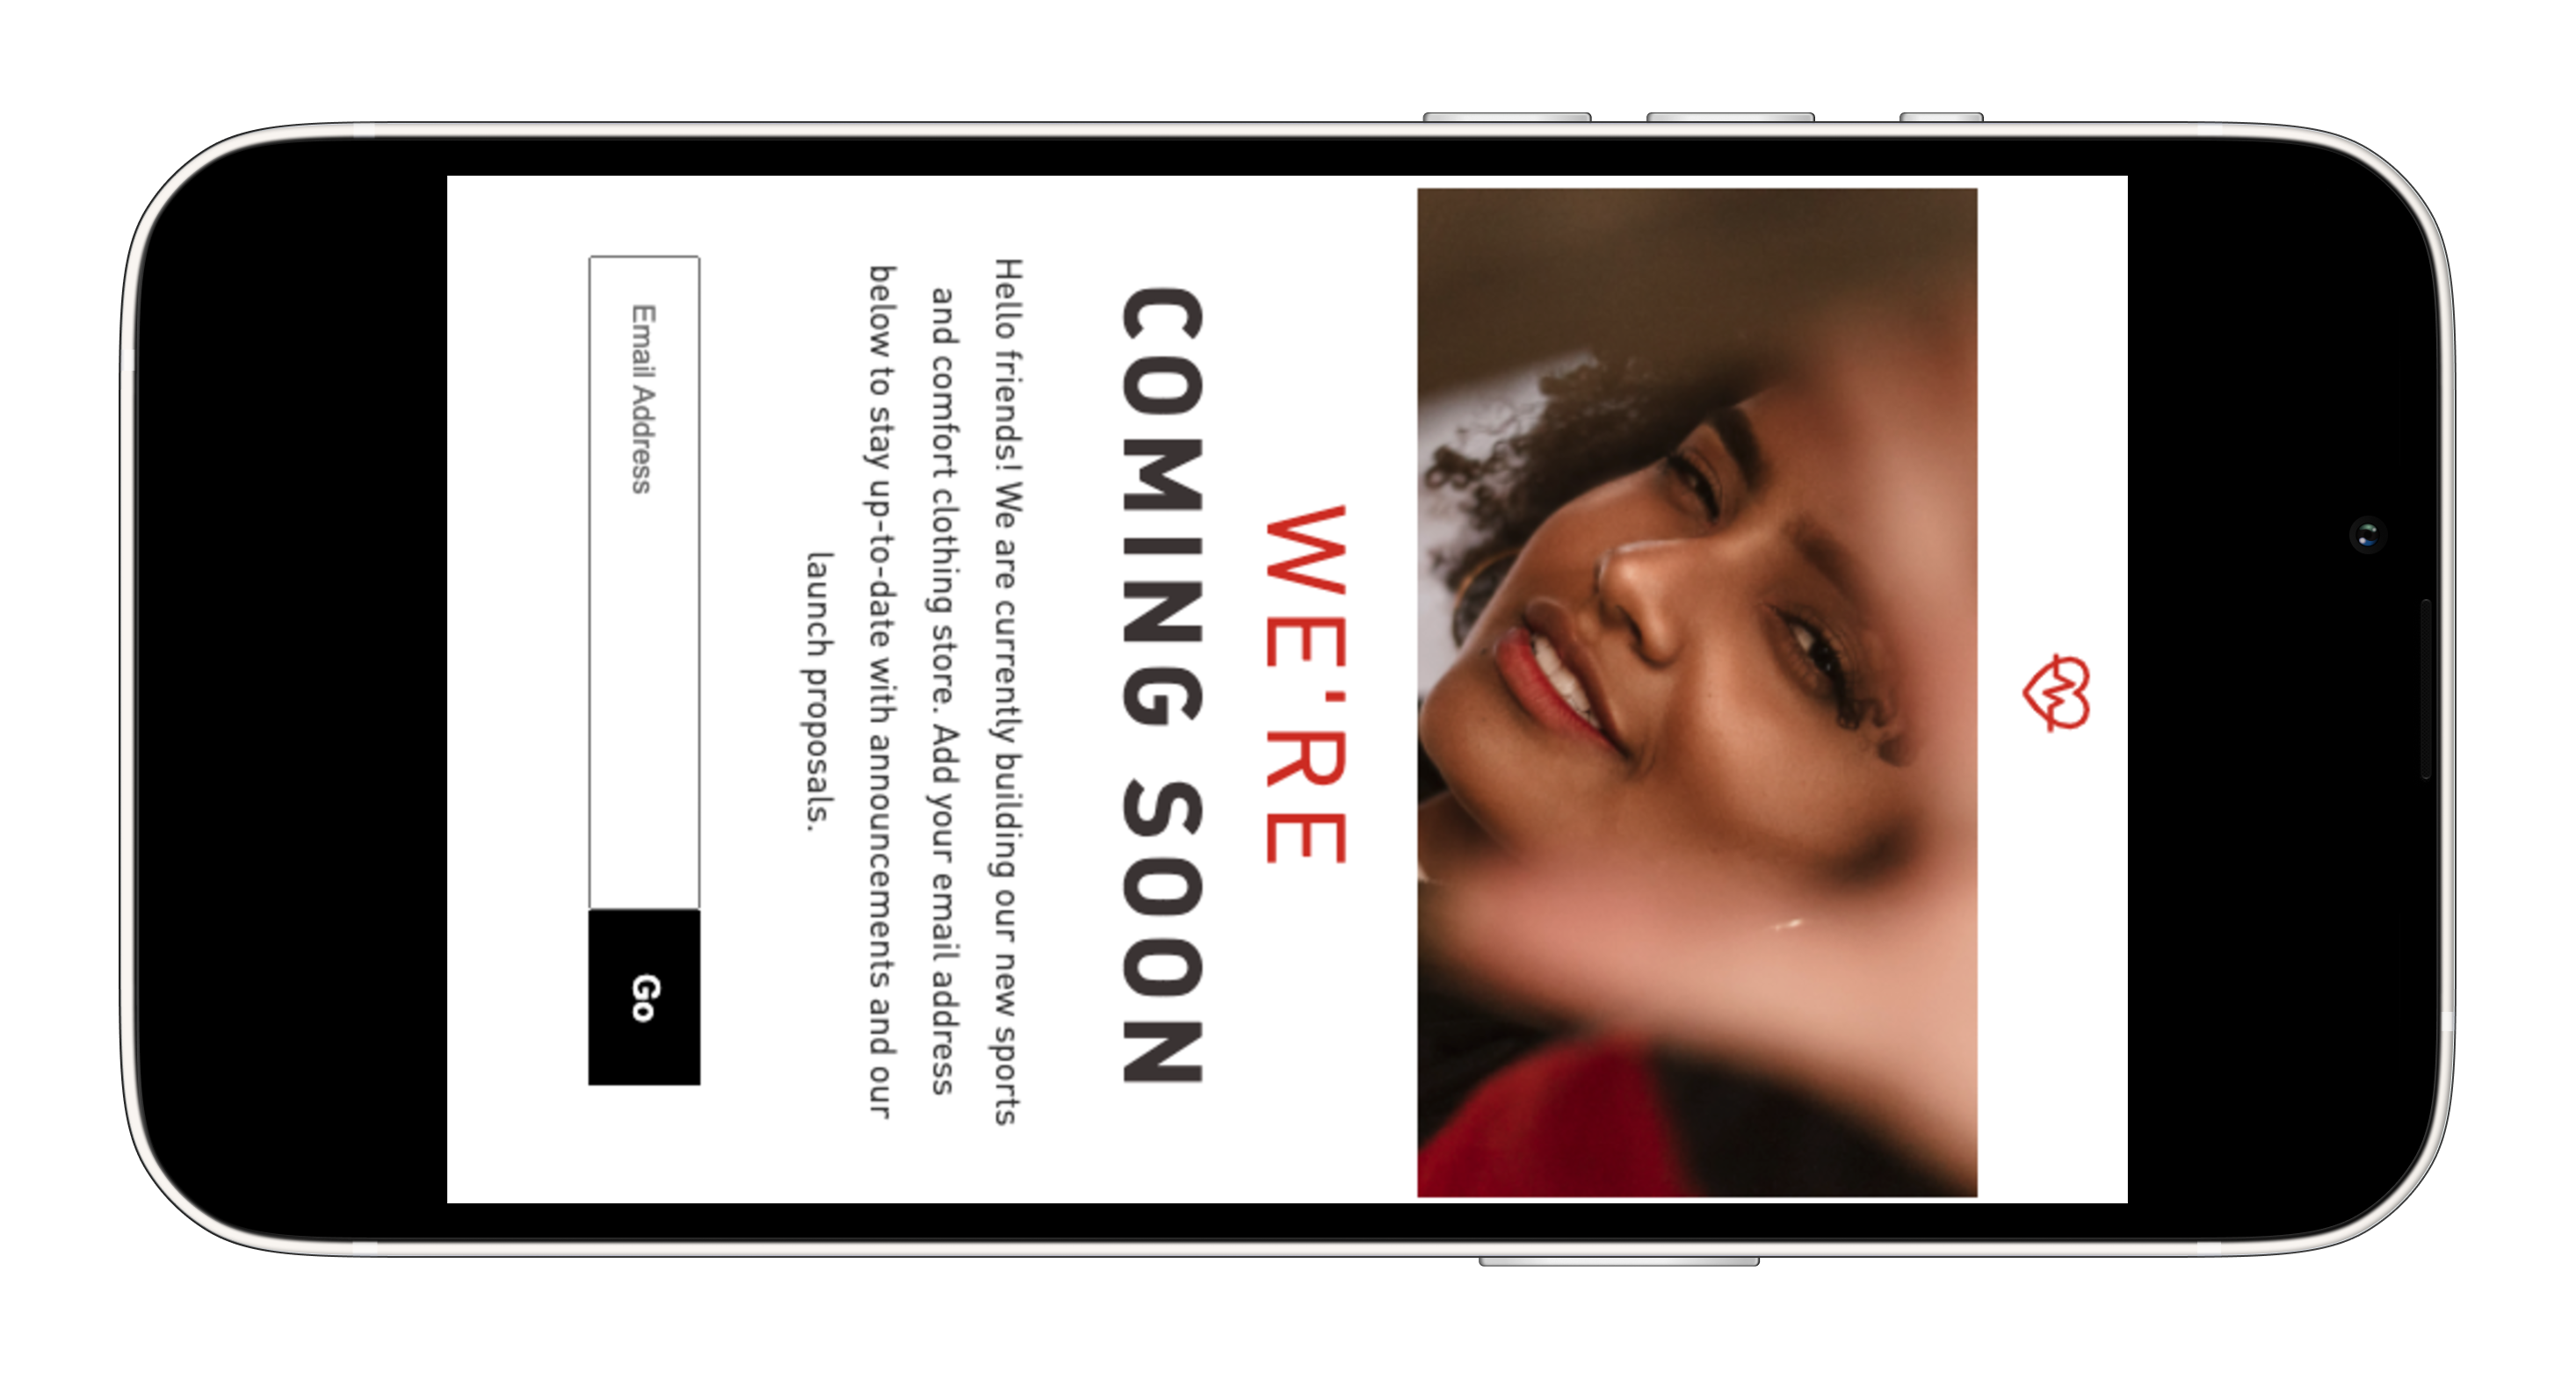 WE'RE
COMING SOON
Hello friends! We are currently building our new sports
and comfort clothing store. Add your email address
below to stay up-to-date with announcements and our
launch proposals.
Email Address
Go